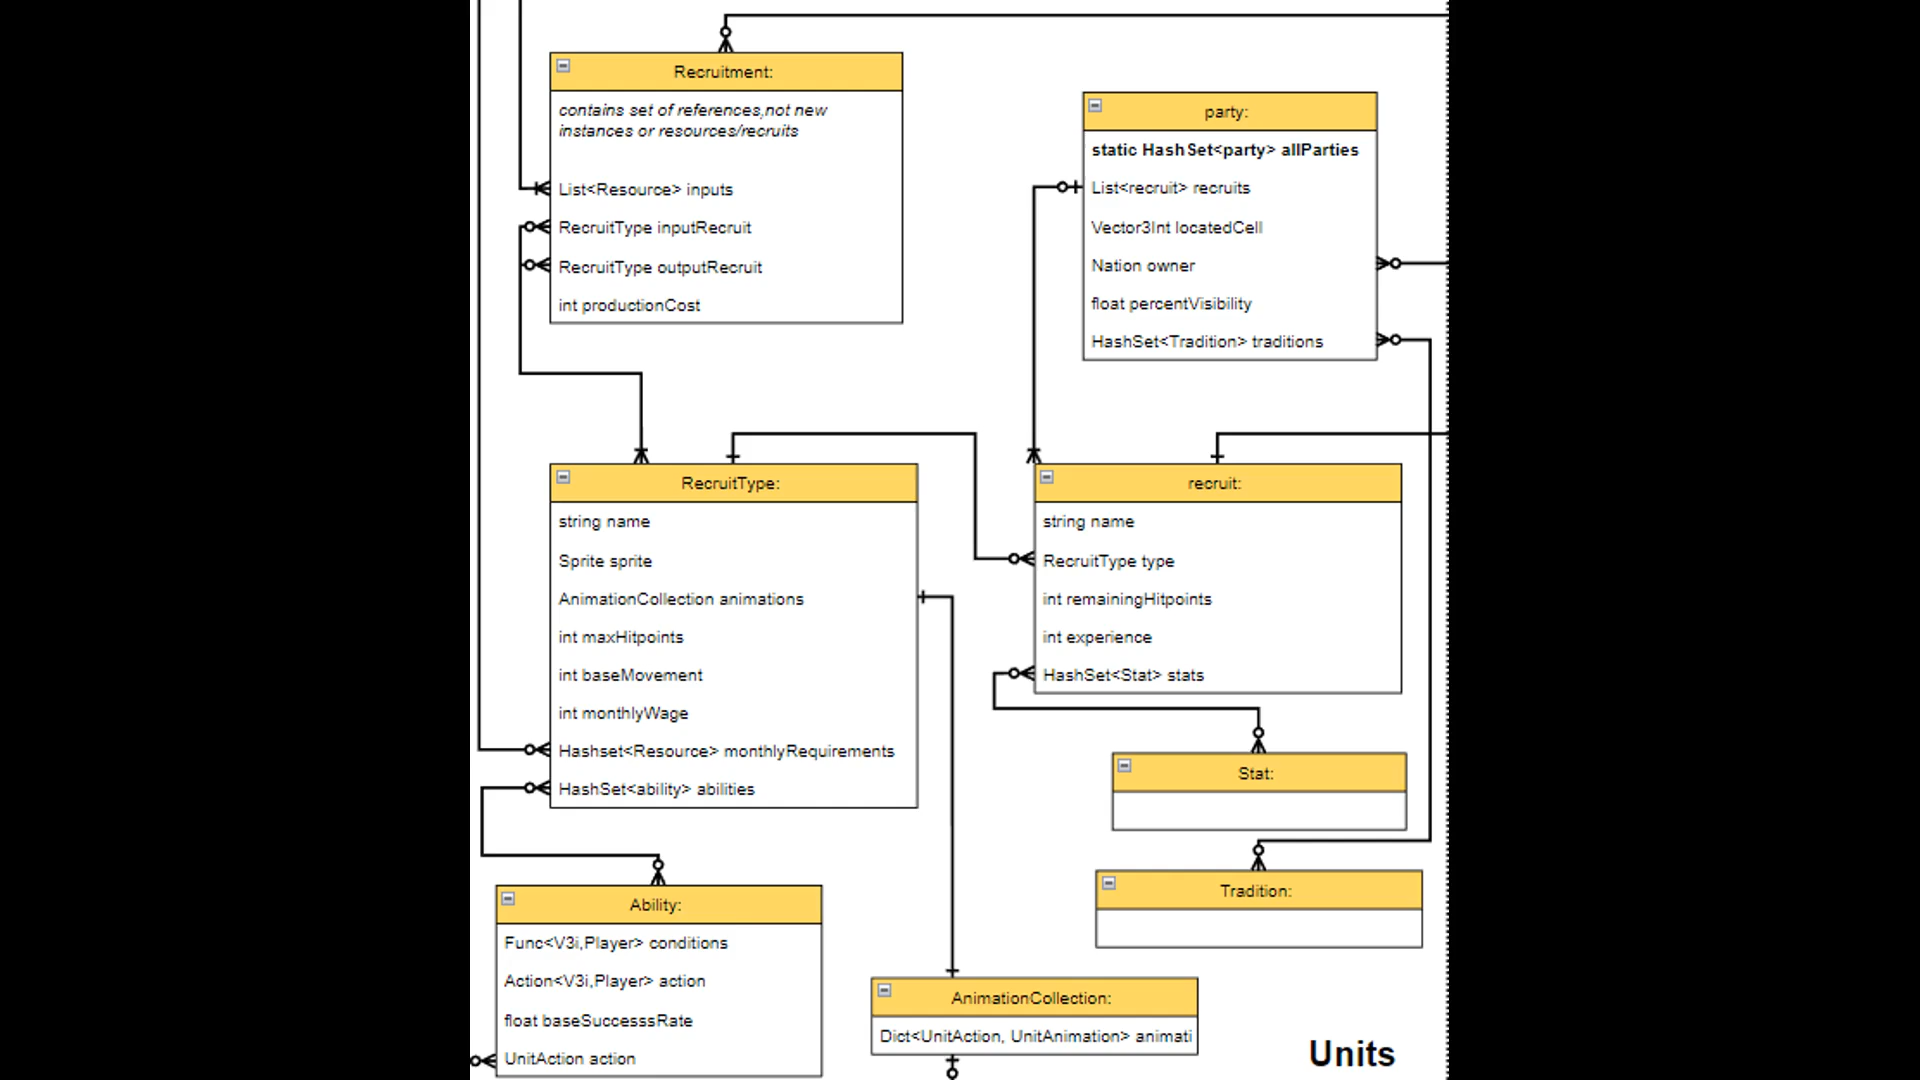 Recruitment:
contains set of references,not new
instances or resources/recruits
List<Resource> inputs
RecruitType inputRecruit
RecruitType outputRecruit
int productionCost
party:
static HashSet<party> allParties
List<recruit> recruits
Vector3Int locatedCell
Nation owner
float percentVisibility
HashSet<Tradition> traditions
RecruitType:
string name
Sprite sprite
AnimationCollection animations
int maxHitpoints
int baseMovement
int monthlyWage
Hashset<Resource> monthlyRequirements
HashSet<ability> abilities
recruit:
string name
RecruitType type
int remainingHitpoints
int experience
HashSet<Stat> stats
Stat:
Tradition:
Ability:
Func<V3i,Player> conditions
Action<V3i,Player> action
float baseSuccesssRate
UnitAction action
AnimationCollection:
Dict<UnitAction, UnitAnimation> animati
Units